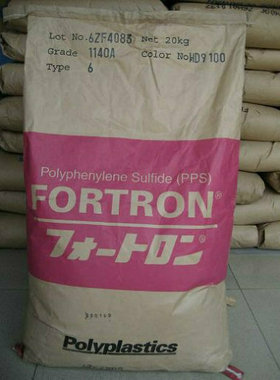 Lot No. 6ZF4083 Net 20kg
Grade 1140A Color No HD9100
Type 6
Polyphenylene Sulfide (PPS)
FORTRON®
フォートロン®
Polyplastics